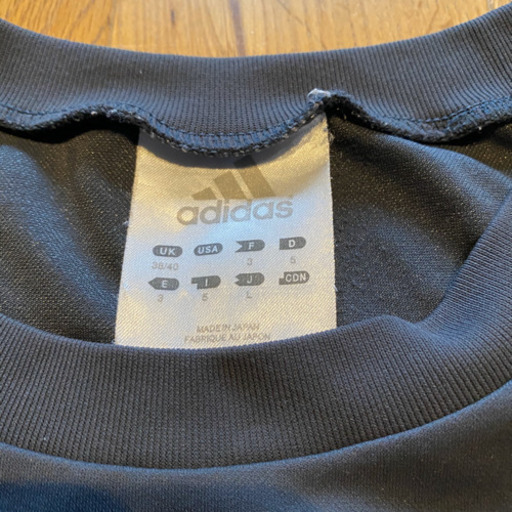 adidas
UK USA F D
38/40 3 5
E I J CDN
3 5 L
MADE IN JAPAN
FABRIQUE AU JAPON